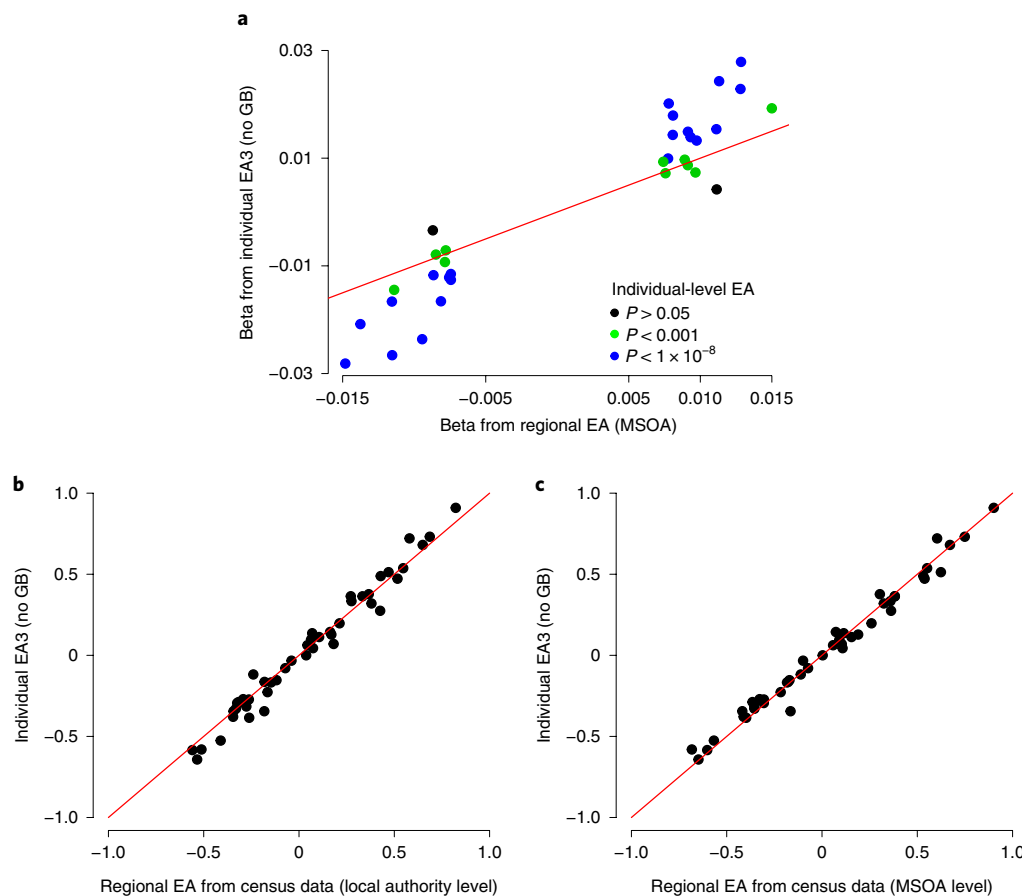 a
0.03
0.01
−0.01
−0.03
Beta from individual EA3 (no GB)
−0.015
−0.005
0.005
0.010
0.015
Beta from regional EA (MSOA)
Individual-level EA
P > 0.05
P < 0.001
P < 1 × 10⁻⁸
b
1.0
0.5
0
−0.5
−1.0
Individual EA3 (no GB)
−1.0
−0.5
0
0.5
1.0
Regional EA from census data (local authority level)
c
1.0
0.5
0
−0.5
−1.0
Individual EA3 (no GB)
−1.0
−0.5
0
0.5
1.0
Regional EA from census data (MSOA level)